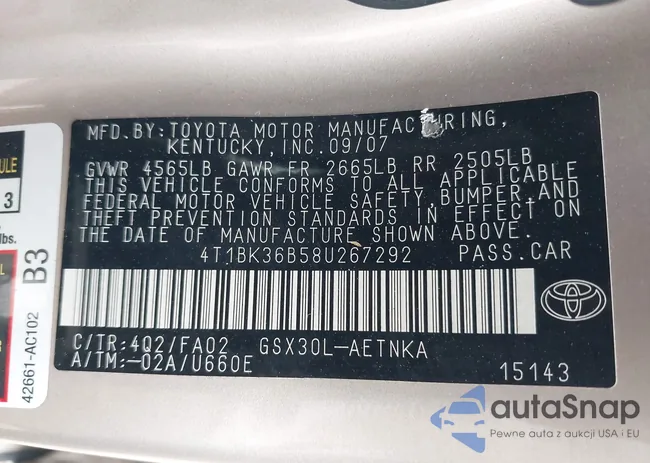 MFD.BY:TOYOTA MOTOR MANUFACTURING,
KENTUCKY,INC.09/07
GVWR 4565LB GAWR FR 2665LB RR 2505LB
THIS VEHICLE CONFORMS TO ALL APPLICABLE
FEDERAL MOTOR VEHICLE SAFETY,BUMPER,AND
THEFT PREVENTION STANDARDS IN EFFECT ON
THE DATE OF MANUFACTURE SHOWN ABOVE.
4T1BK36B58U267292 PASS.CAR
C/TR:4Q2/FA02 GSX30L-AETNKA
A/TM:-02A/U660E
15143
3
lbs.
B3
42661-AC102
autaSnap
Pewne auta z aukcji USA i EU